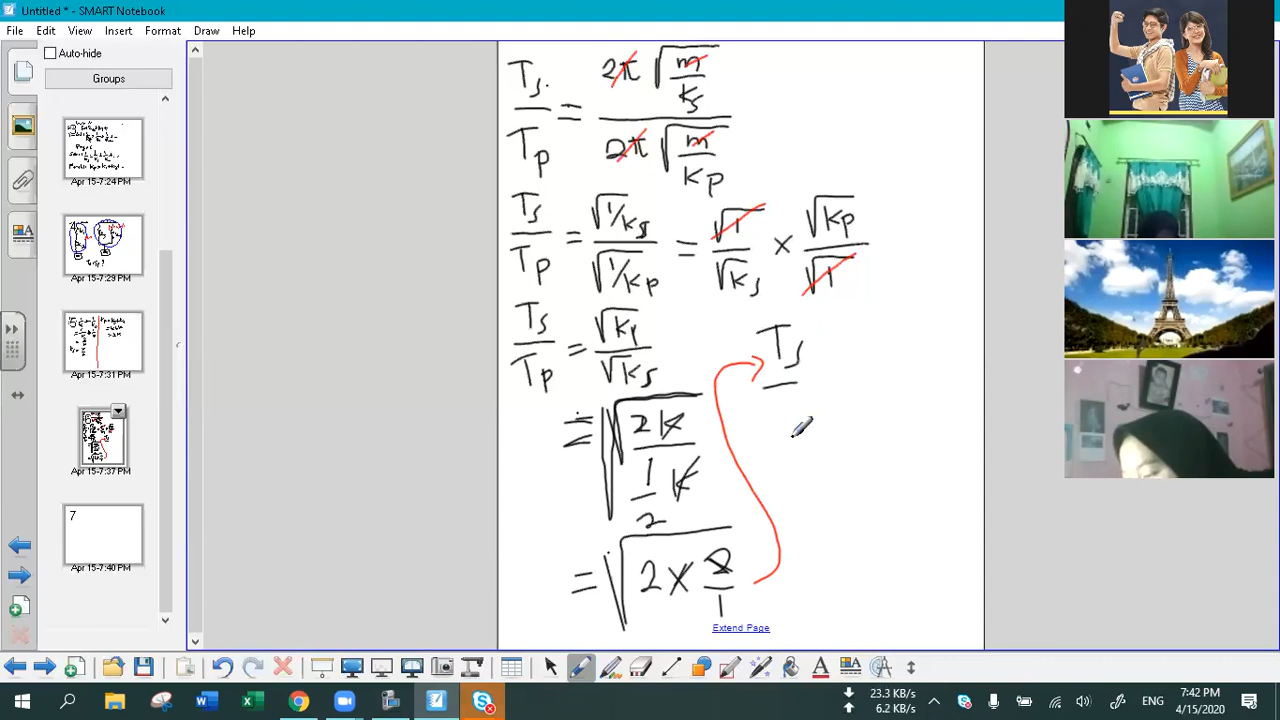 Untitled * - SMART Notebook
File Edit View Insert Format Draw Help
Auto-hide
Groups
Apr 15-7:24 PM
Apr 15-7:29 PM
Apr 15-7:31 PM
Apr 15-7:37 PM
7
Apr 15-7:40 PM
Ts/Tp = 2π √(m/Ks) / 2π √(m/Kp)
Ts/Tp = √(1/Ks) / √(1/Kp) = √1/√Ks × √Kp/√1
Ts/Tp = √Kp/√Ks
Ts
= √(2K / ½K)
= √(2 × 2/1)
Extend Page
23.3 KB/s
6.2 KB/s
ENG
7:42 PM
4/15/2020